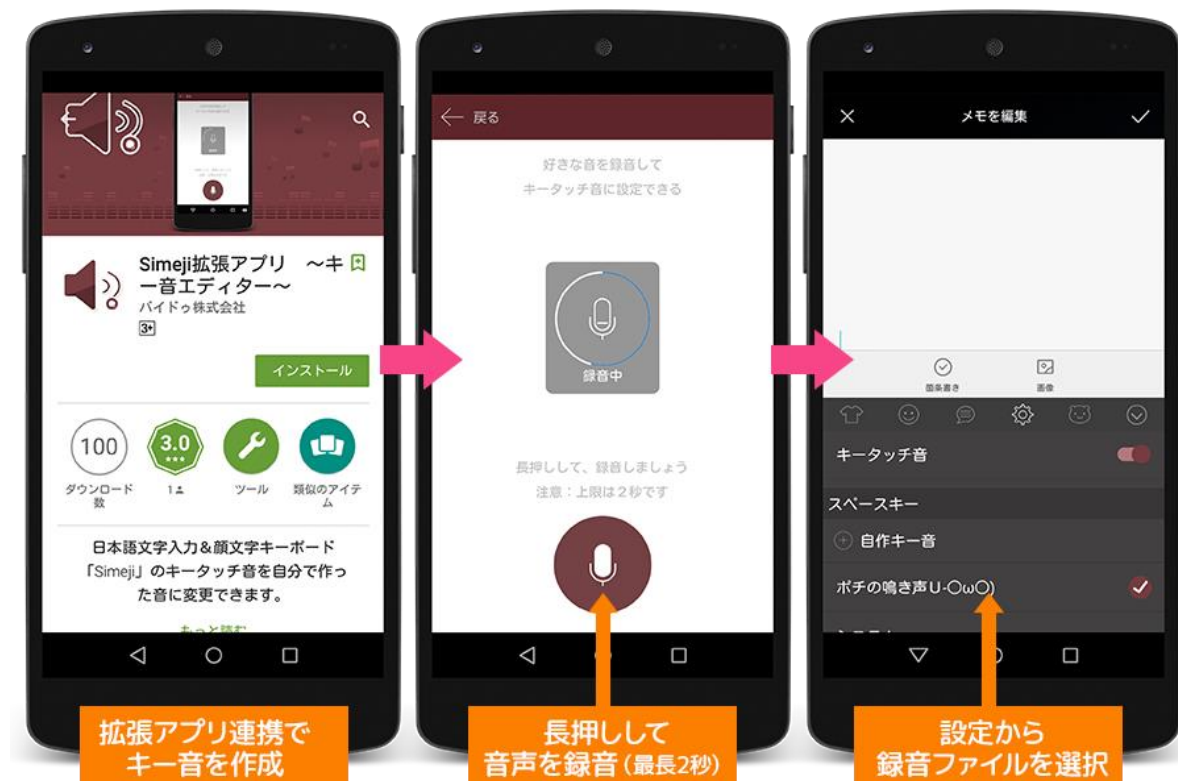 Simeji拡張アプリ　～キ
ー音エディター～
バイドゥ株式会社
3+
インストール
100
3.0
ダウンロード
数
1
ツール
類似のアイテ
ム
日本語文字入力&顔文字キーボード
「Simeji」のキータッチ音を自分で作っ
た音に変更できます。
もっと読む
拡張アプリ連携で
キー音を作成
戻る
好きな音を録音して
キータッチ音に設定できる
録音中
長押しして、録音しましょう
注意：上限は２秒です
長押しして
音声を録音（最長2秒）
メモを編集
箇条書き
画像
キータッチ音
スペースキー
自作キー音
ポチの鳴き声U-〇ω〇)
設定から
録音ファイルを選択